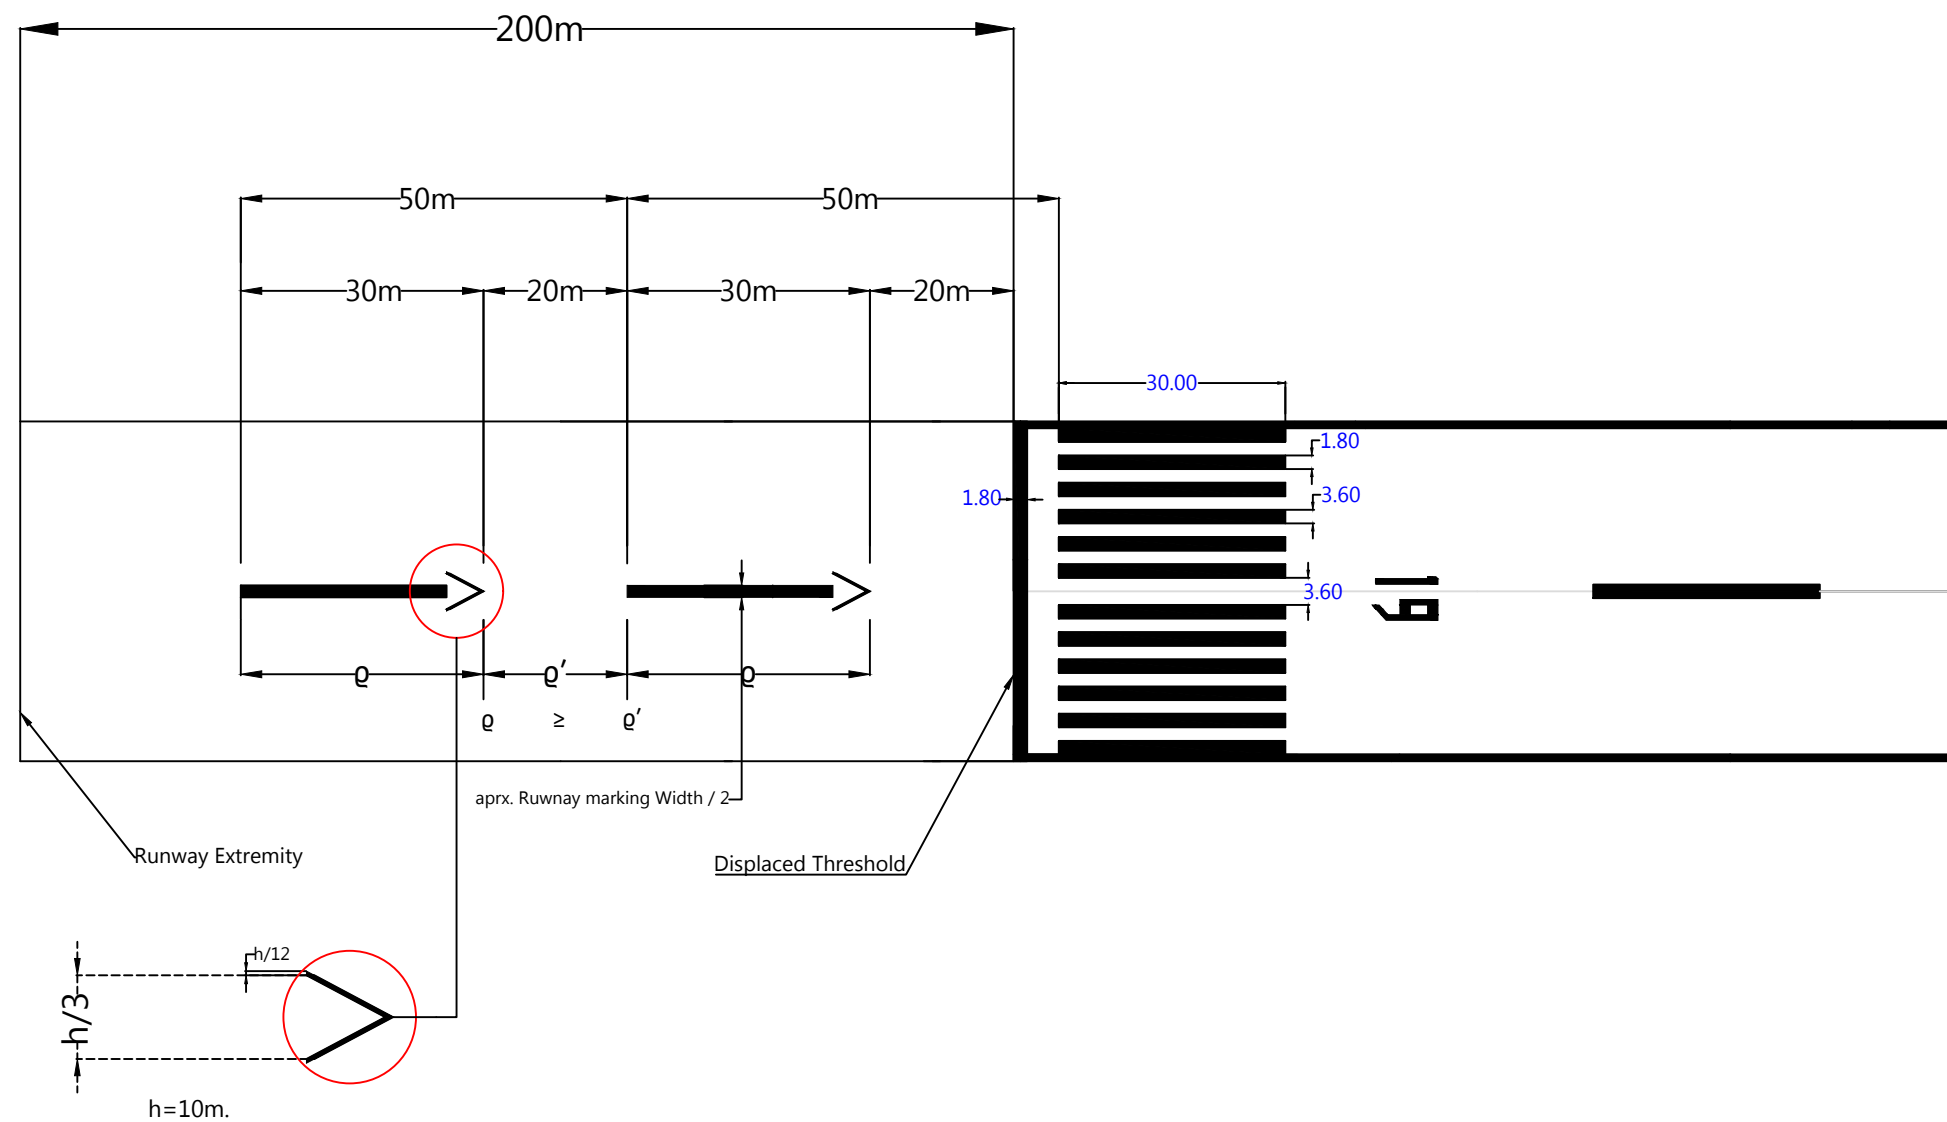 200m
50m
50m
30m
20m
30m
20m
30.00
1.80
1.80
3.60
3.60
19
ϱ
ϱ′
ϱ
ϱ ≥ ϱ′
aprx. Ruwnay marking Width / 2
Runway Extremity
Displaced Threshold
h/12
h/3
h=10m.